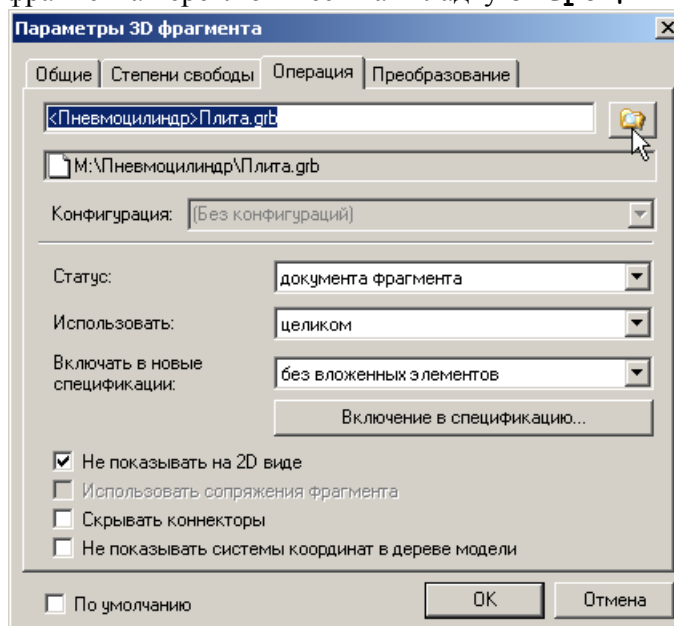 Параметры 3D фрагмента
Общие Степени свободы Операция Преобразование
<Пневмоцилиндр>Плита.grb
M:\Пневмоцилиндр\Плита.grb
Конфигурация: (Без конфигураций)
Статус: документа фрагмента
Использовать: целиком
Включать в новые
спецификации: без вложенных элементов
Включение в спецификацию...
Не показывать на 2D виде
Использовать сопряжения фрагмента
Скрывать коннекторы
Не показывать системы координат в дереве модели
По умолчанию OK Отмена